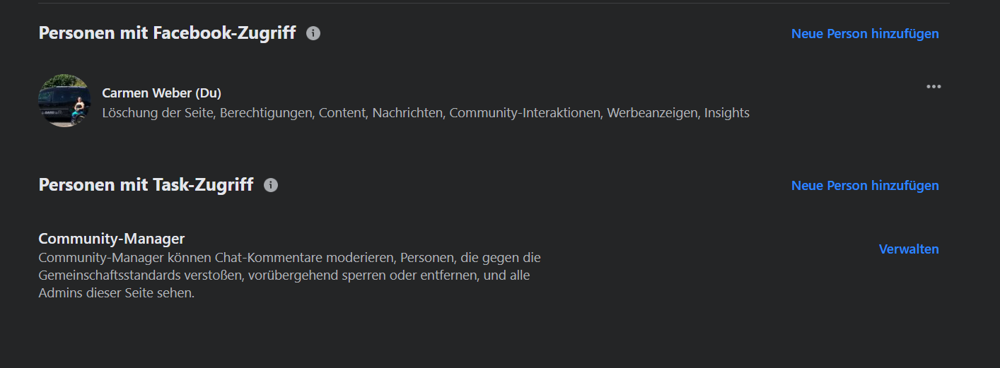 Personen mit Facebook-Zugriff
Neue Person hinzufügen
Carmen Weber (Du)
Löschung der Seite, Berechtigungen, Content, Nachrichten, Community-Interaktionen, Werbeanzeigen, Insights
Personen mit Task-Zugriff
Neue Person hinzufügen
Community-Manager
Community-Manager können Chat-Kommentare moderieren, Personen, die gegen die
Gemeinschaftsstandards verstoßen, vorübergehend sperren oder entfernen, und alle
Admins dieser Seite sehen.
Verwalten